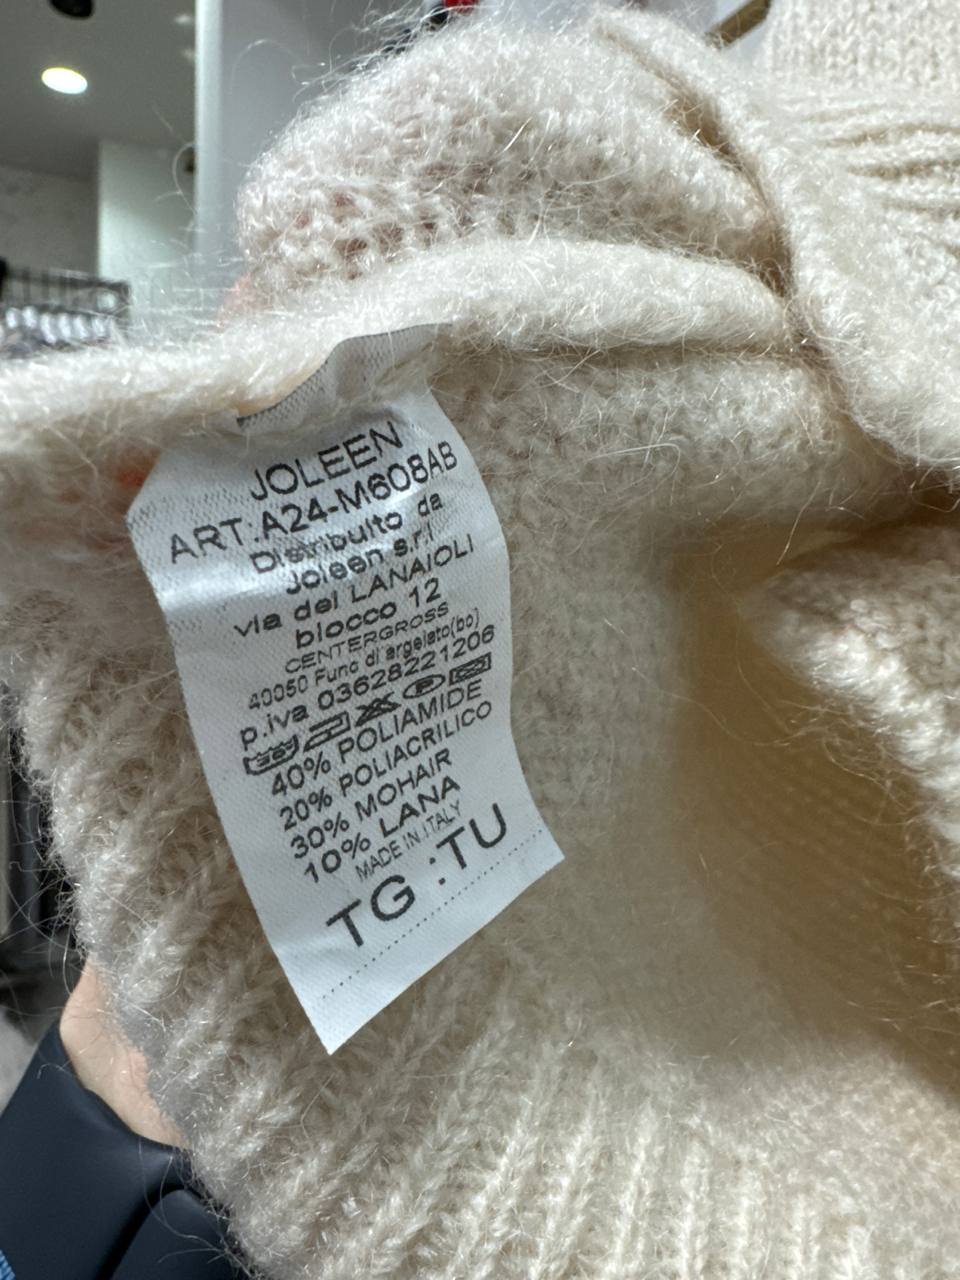 JOLEEN
ART.:A24-M608AB
Distribuito da
Joleen s.r.l
via dei LANAIOLI
blocco 12
CENTERGROSS
40050 Funo di argelato(bo)
p.iva 03628221206
40% POLIAMIDE
20% POLIACRILICO
30% MOHAIR
10% LANA
MADE IN ITALY
TG :TU